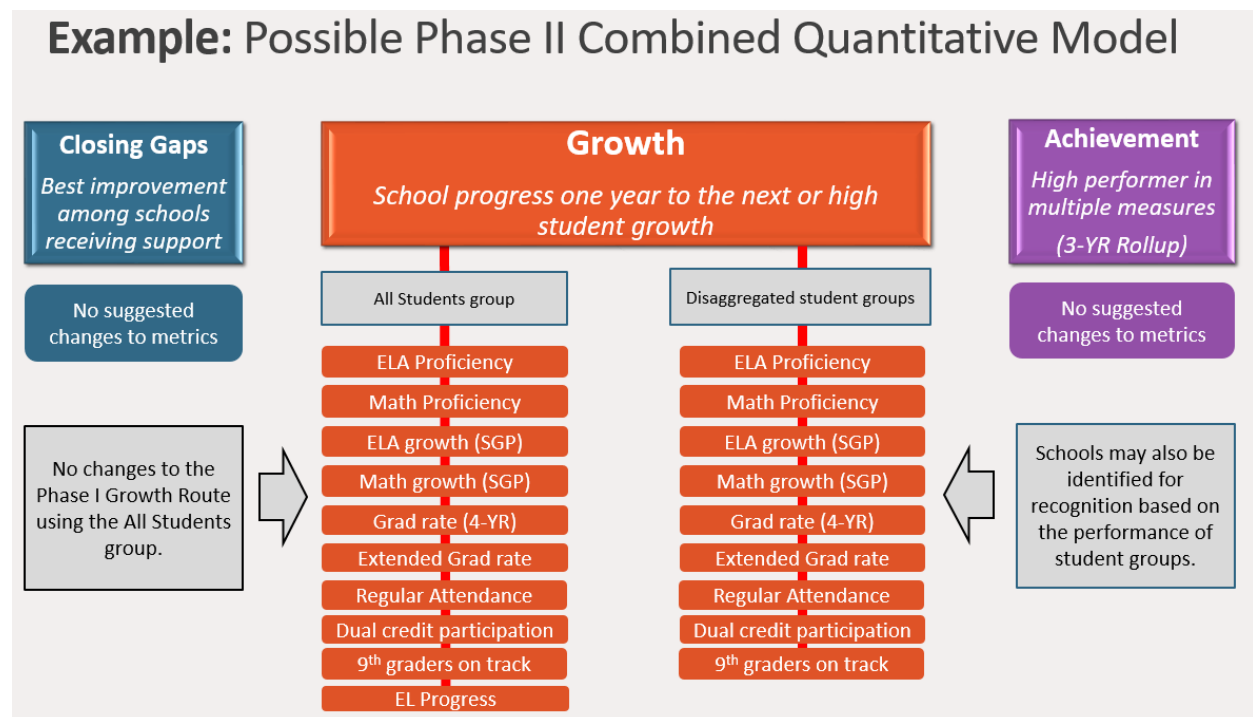 Example: Possible Phase II Combined Quantitative Model
Closing Gaps
Best improvement
among schools
receiving support
No suggested
changes to metrics
No changes to the
Phase I Growth Route
using the All Students
group.
Growth
School progress one year to the next or high
student growth
All Students group
ELA Proficiency
Math Proficiency
ELA growth (SGP)
Math growth (SGP)
Grad rate (4-YR)
Extended Grad rate
Regular Attendance
Dual credit participation
9th graders on track
EL Progress
Disaggregated student groups
ELA Proficiency
Math Proficiency
ELA growth (SGP)
Math growth (SGP)
Grad rate (4-YR)
Extended Grad rate
Regular Attendance
Dual credit participation
9th graders on track
Achievement
High performer in
multiple measures
(3-YR Rollup)
No suggested
changes to metrics
Schools may also be
identified for
recognition based on
the performance of
student groups.